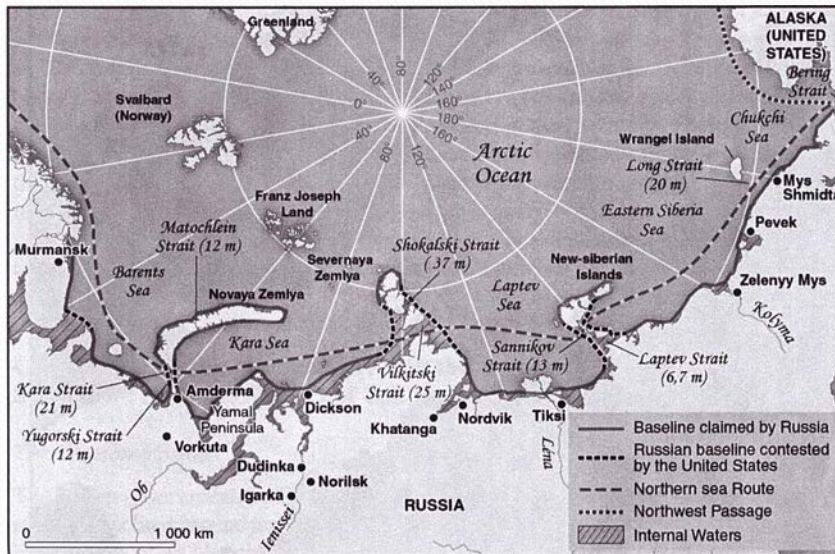 Greenland
ALASKA
(UNITED
STATES)
Bering
Strait
40°
80°
120°
140°
160°
180°
160°
0°
40°
80°
120°
Svalbard
(Norway)
Chukchi
Sea
Wrangel Island
Arctic
Ocean
Long Strait
(20 m)
Mys
Shmidta
Franz Joseph
Land
Eastern Siberia
Sea
Matochlein
Strait (12 m)
Pevek
Shokalski Strait
(37 m)
Murmansk
Severnaya
Zemlya
New-siberian
Islands
Barents
Sea
Laptev
Sea
Zelenyy Mys
Novaya Zemlya
Kolyma
Kara Sea
Sannikov
Strait (13 m)
Laptev Strait
(6,7 m)
Vilkitski
Strait (25 m)
Kara Strait
(21 m)
Amderma
Yamal
Peninsula
Dickson
Nordvik
Tiksi
Khatanga
Yugorski Strait
(12 m)
Vorkuta
Léna
Dudinka
Norilsk
Igarka
RUSSIA
Ob
Ienissei
0
1 000 km
Baseline claimed by Russia
Russian baseline contested
by the United States
Northern sea Route
Northwest Passage
Internal Waters